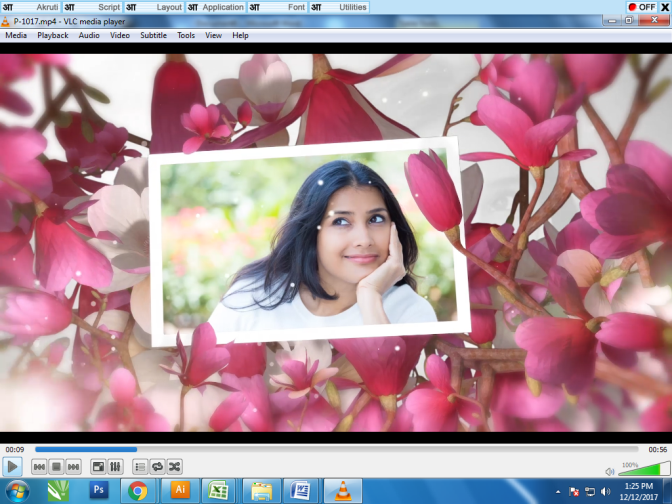 अा Akruti अा Script अा Layout अा Application अा Font अा Utilities OFF X
P-1017.mp4 - VLC media player
Media Playback Audio Video Subtitle Tools View Help
00:09 00:56
100%
Ps Ai
1:25 PM
12/12/201